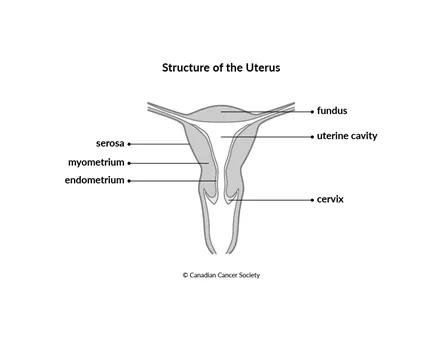 Structure of the Uterus
fundus
uterine cavity
serosa
myometrium
endometrium
cervix
© Canadian Cancer Society